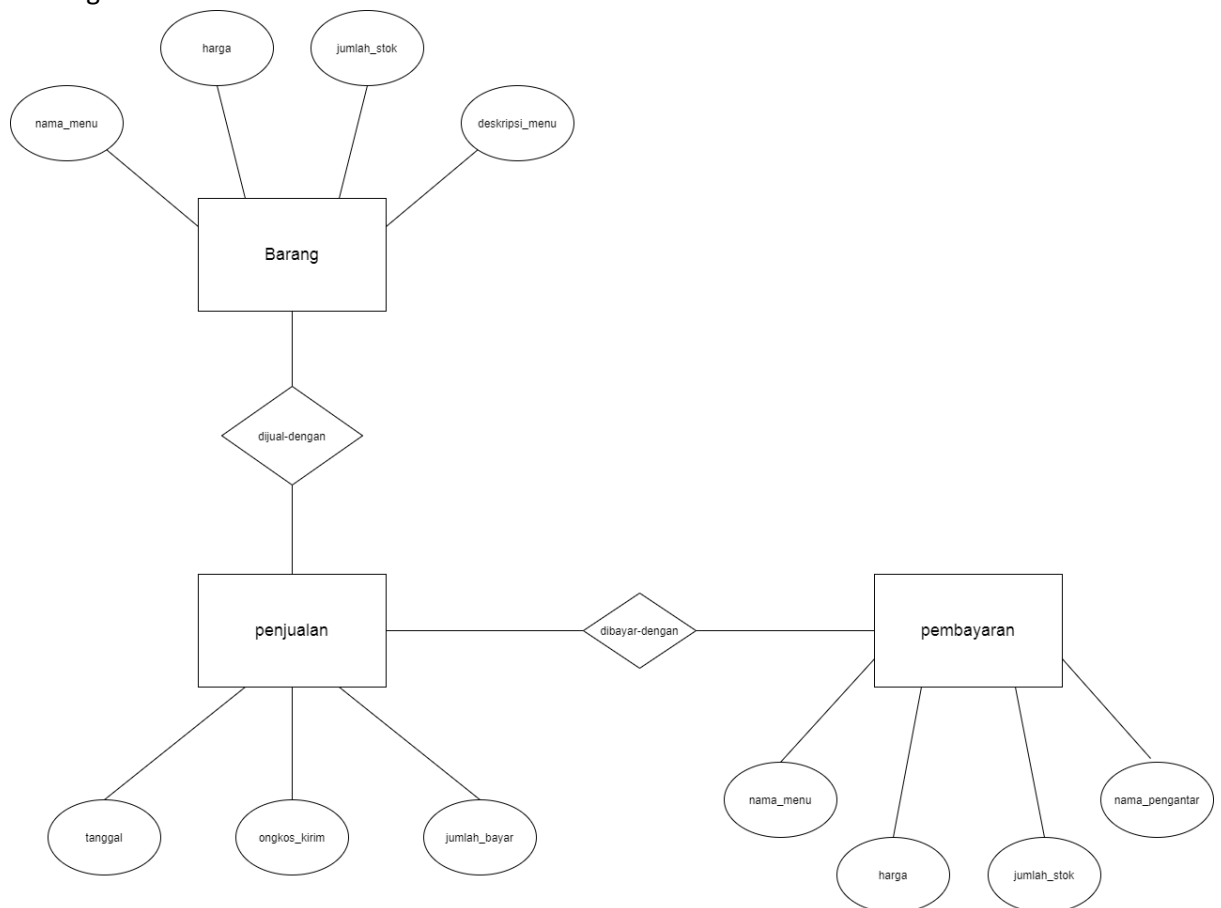 harga
jumlah_stok
nama_menu
deskripsi_menu
Barang
dijual-dengan
penjualan
dibayar-dengan
pembayaran
nama_menu
nama_pengantar
tanggal
ongkos_kirim
jumlah_bayar
harga
jumlah_stok